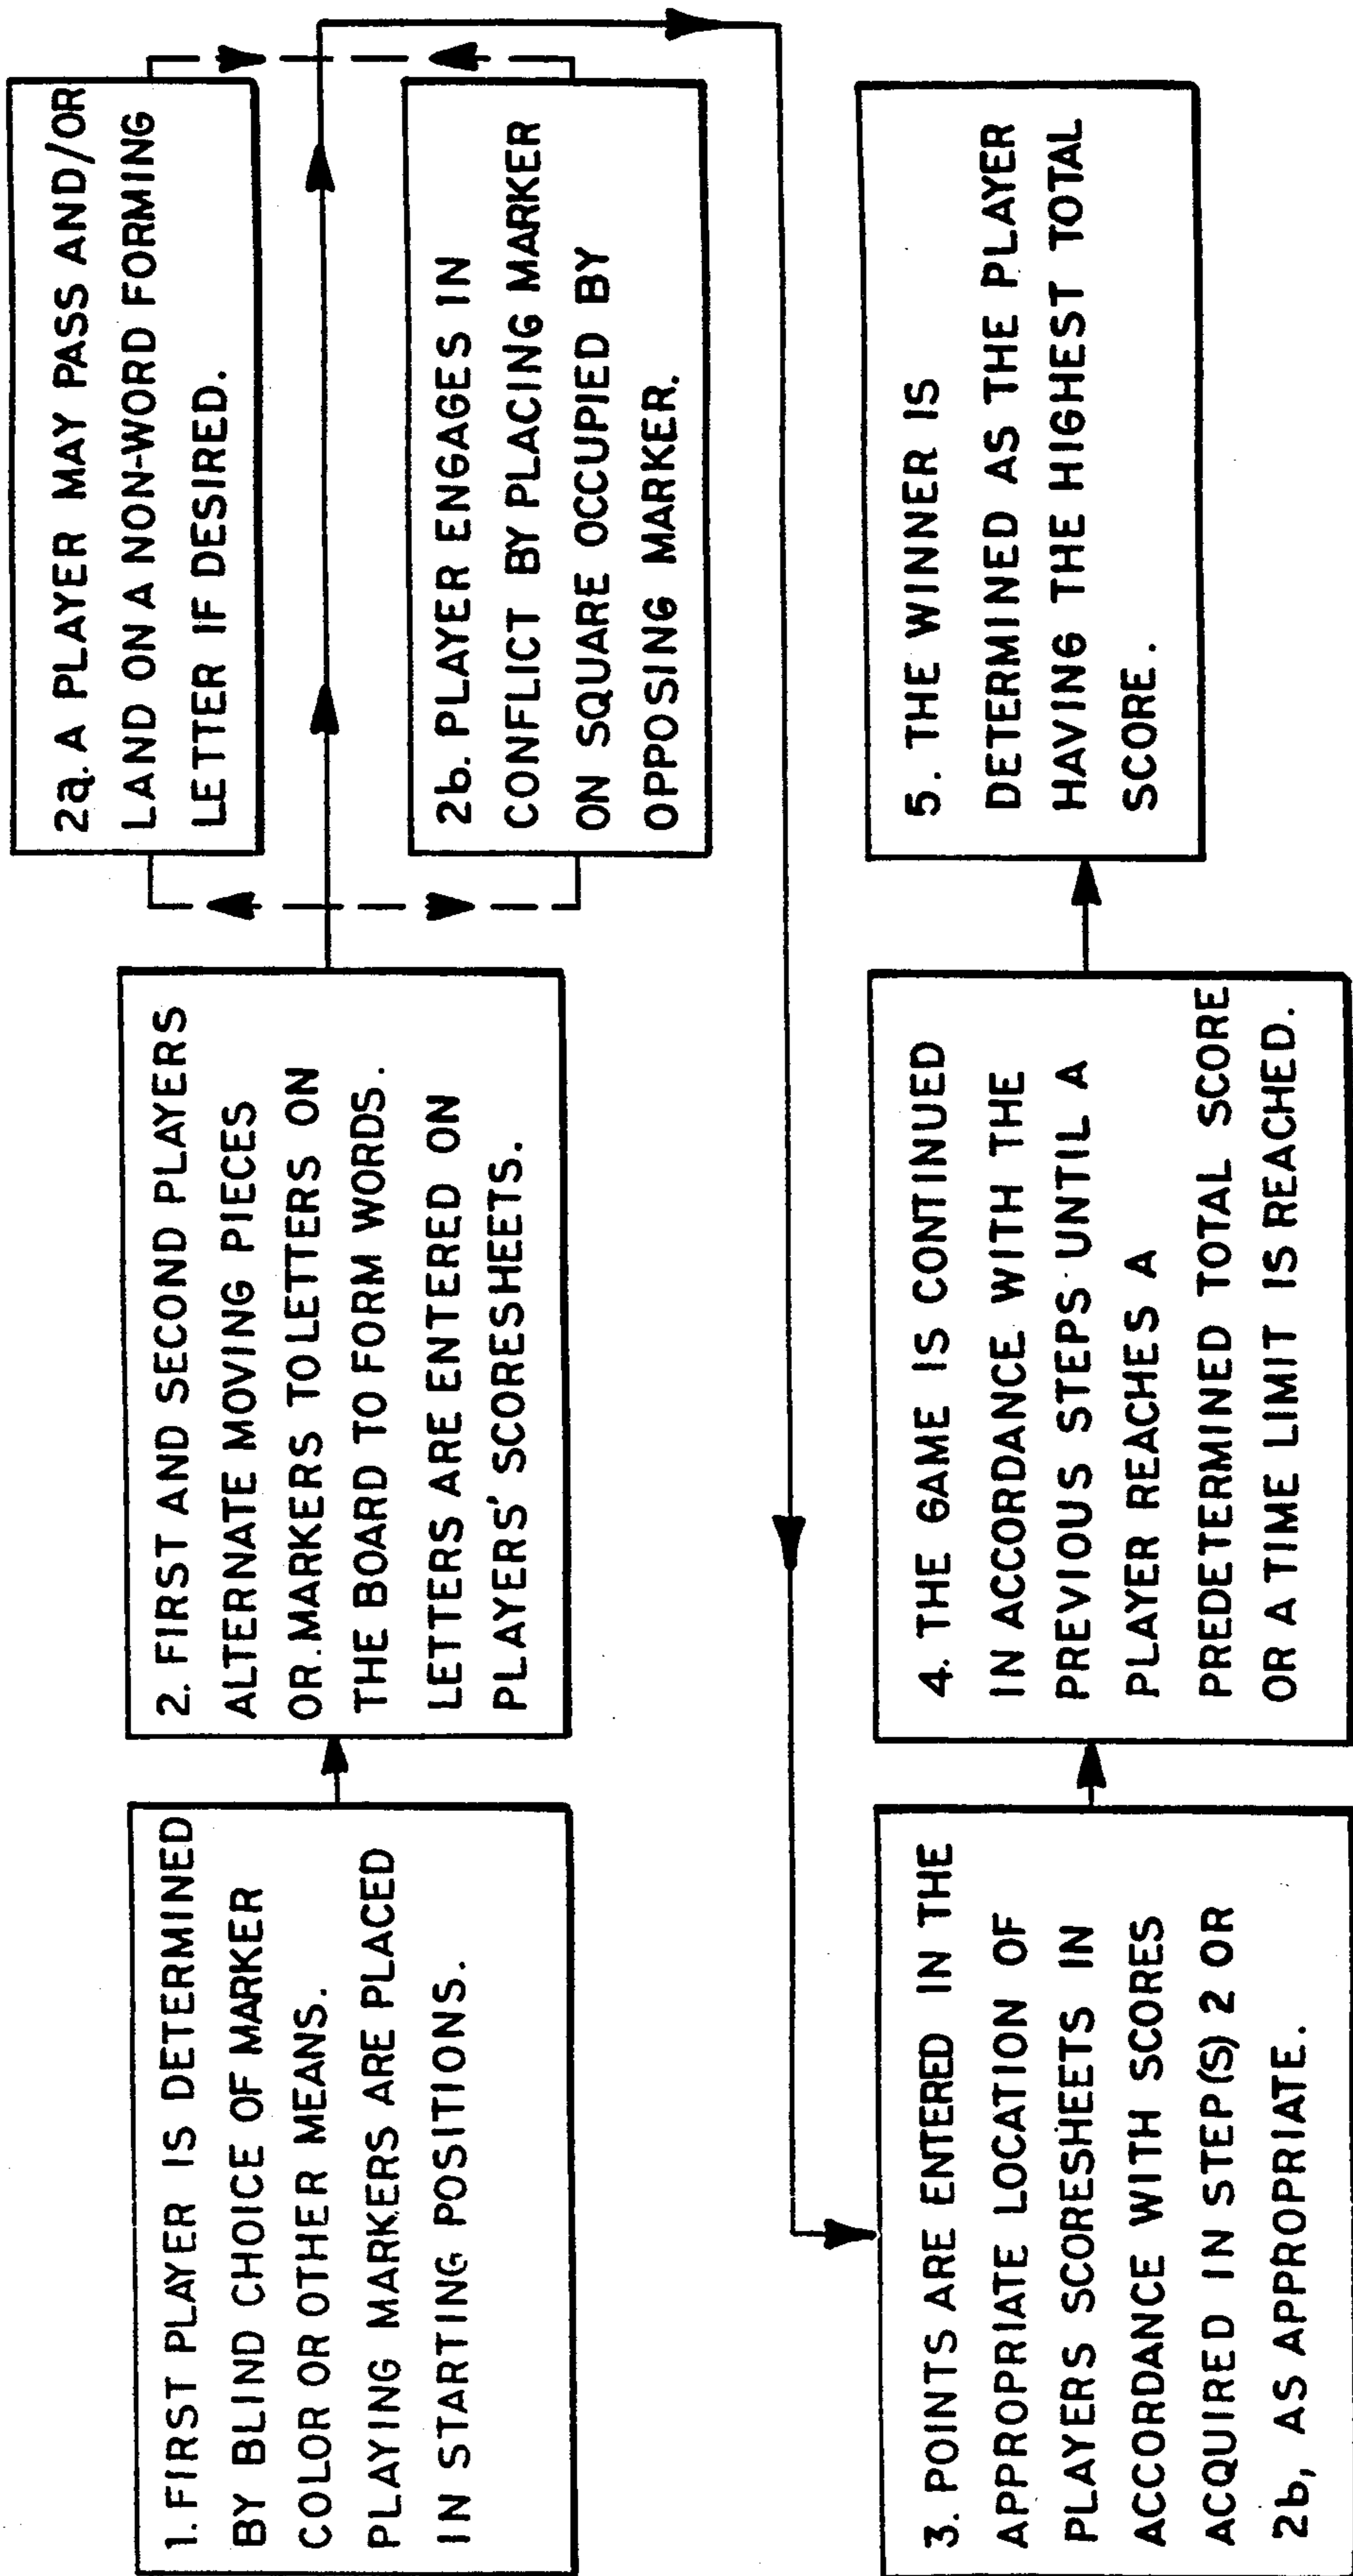 1. FIRST PLAYER IS DETERMINED
BY BLIND CHOICE OF MARKER
COLOR OR OTHER MEANS.
PLAYING MARKERS ARE PLACED
IN STARTING POSITIONS.
2. FIRST AND SECOND PLAYERS
ALTERNATE MOVING PIECES
OR MARKERS TO LETTERS ON
THE BOARD TO FORM WORDS.
LETTERS ARE ENTERED ON
PLAYERS' SCORESHEETS.
2a. A PLAYER MAY PASS AND/OR
LAND ON A NON-WORD FORMING
LETTER IF DESIRED.
2b. PLAYER ENGAGES IN
CONFLICT BY PLACING MARKER
ON SQUARE OCCUPIED BY
OPPOSING MARKER.
3. POINTS ARE ENTERED IN THE
APPROPRIATE LOCATION OF
PLAYERS SCORESHEETS IN
ACCORDANCE WITH SCORES
ACQUIRED IN STEP(S) 2 OR
2b, AS APPROPRIATE.
4. THE GAME IS CONTINUED
IN ACCORDANCE WITH THE
PREVIOUS STEPS UNTIL A
PLAYER REACHES A
PREDETERMINED TOTAL SCORE
OR A TIME LIMIT IS REACHED.
5. THE WINNER IS
DETERMINED AS THE PLAYER
HAVING THE HIGHEST TOTAL
SCORE.